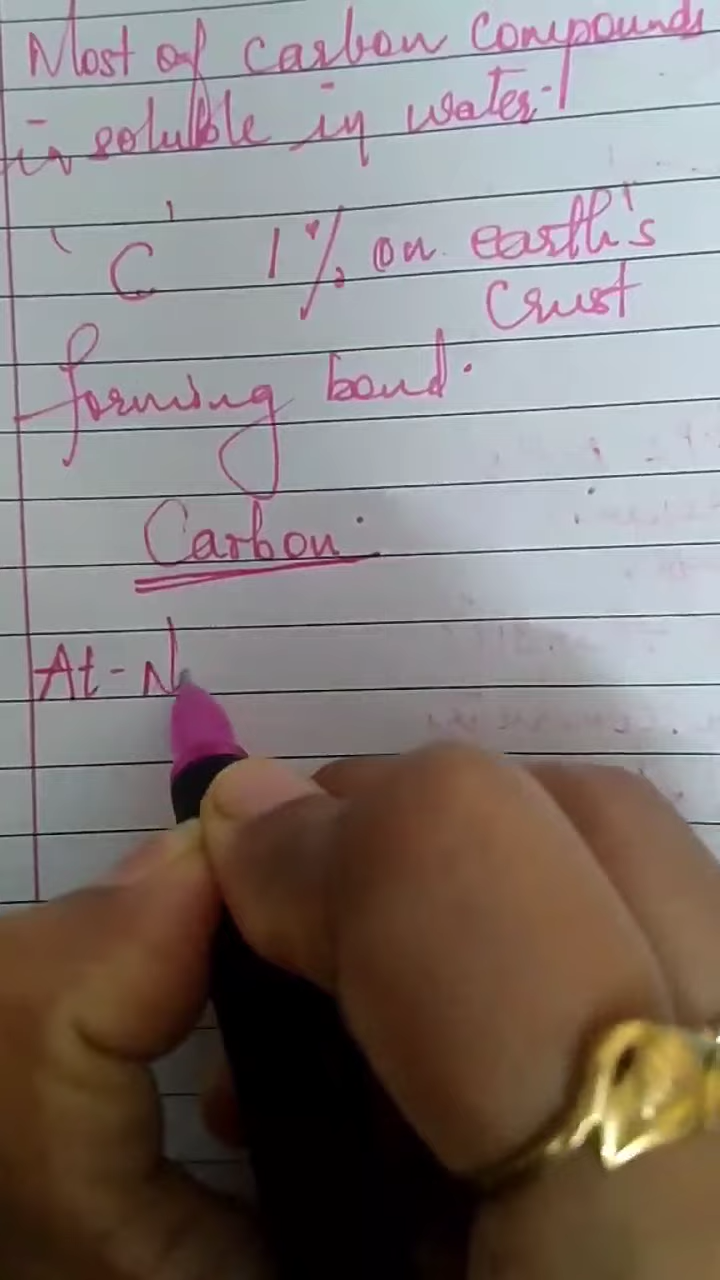 Most of carbon compounds
insoluble in water.
'C' 1% on earth's
crust
forming bond.
Carbon
At-N